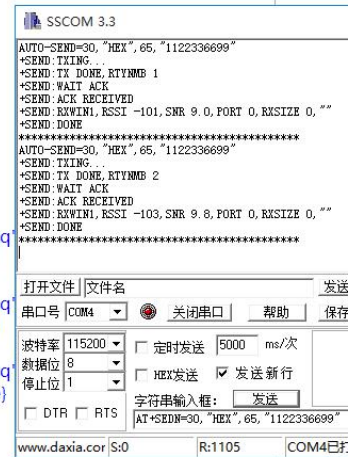 SSCOM 3.3
AUTO-SEND=30, "HEX", 65, "1122336699"
+SEND:TXING...
+SEND:TX DONE,RTYNMB 1
+SEND:WAIT ACK
+SEND:ACK RECEIVED
+SEND:RXWIN1,RSSI -101,SNR 9.0,PORT 0,RXSIZE 0, ""
+SEND:DONE
****************************************
AUTO-SEND=30, "HEX", 65, "1122336699"
+SEND:TXING...
+SEND:TX DONE,RTYNMB 2
+SEND:WAIT ACK
+SEND:ACK RECEIVED
+SEND:RXWIN1,RSSI -103,SNR 9.8,PORT 0,RXSIZE 0, ""
+SEND:DONE
****************************************
打开文件 文件名 发送
串口号 COM4 关闭串口 帮助 保存
波特率 115200 定时发送 5000 ms/次
数据位 8 HEX发送 发送新行
停止位 1 字符串输入框: 发送
DTR RTS AT+SEDN=30, "HEX", 65, "1122336699"
www.daxia.cor S:0 R:1105 COM4已打